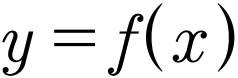 y = f(x)